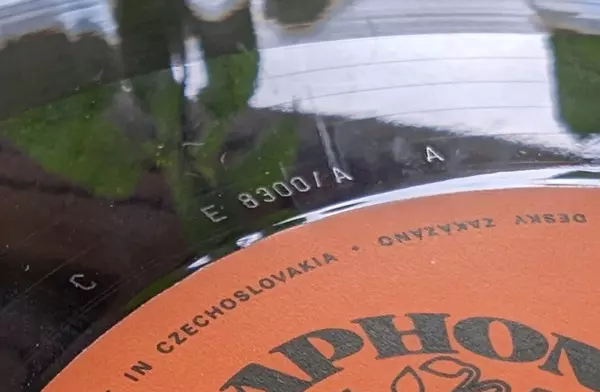 C E 8300/A A
IN CZECHOSLOVAKIA • DESKY ZAKÁZÁNO
APHON